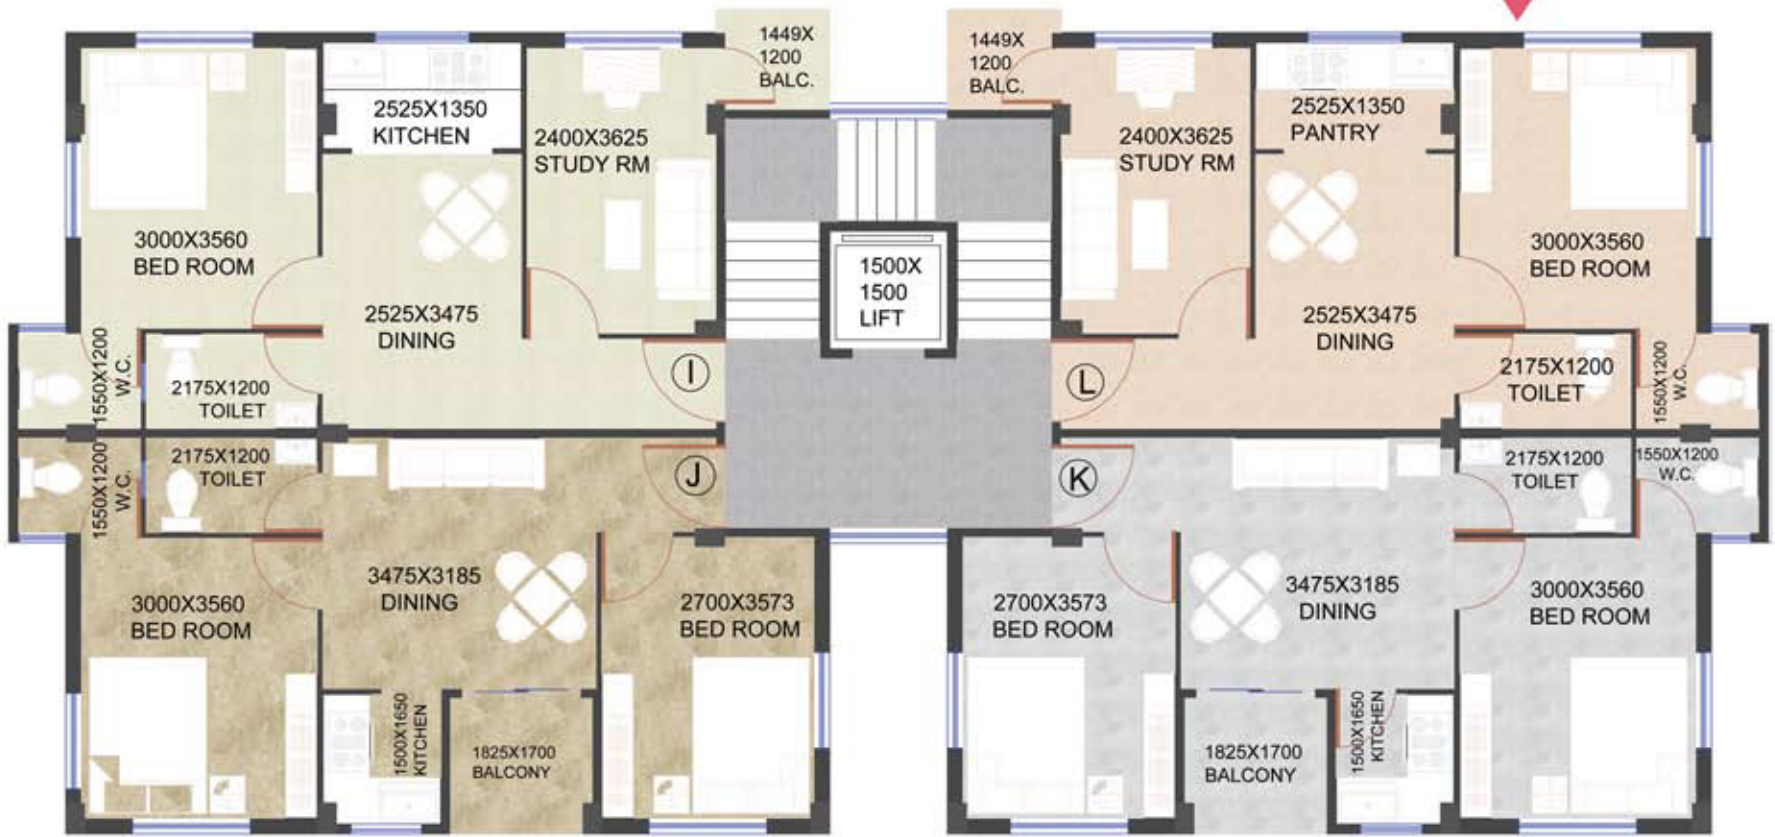 1449X
1200
BALC.
1449X
1200
BALC.
2525X1350
KITCHEN
2400X3625
STUDY RM
2400X3625
STUDY RM
2525X1350
PANTRY
3000X3560
BED ROOM
3000X3560
BED ROOM
1500X
1500
LIFT
2525X3475
DINING
2525X3475
DINING
1550X1200
W.C.
2175X1200
TOILET
I
L
2175X1200
TOILET
1550X1200
W.C.
1550X1200
W.C.
2175X1200
TOILET
J
K
2175X1200
TOILET
1550X1200
W.C.
3000X3560
BED ROOM
3475X3185
DINING
2700X3573
BED ROOM
2700X3573
BED ROOM
3475X3185
DINING
3000X3560
BED ROOM
1500X1650
KITCHEN
1825X1700
BALCONY
1825X1700
BALCONY
1500X1650
KITCHEN